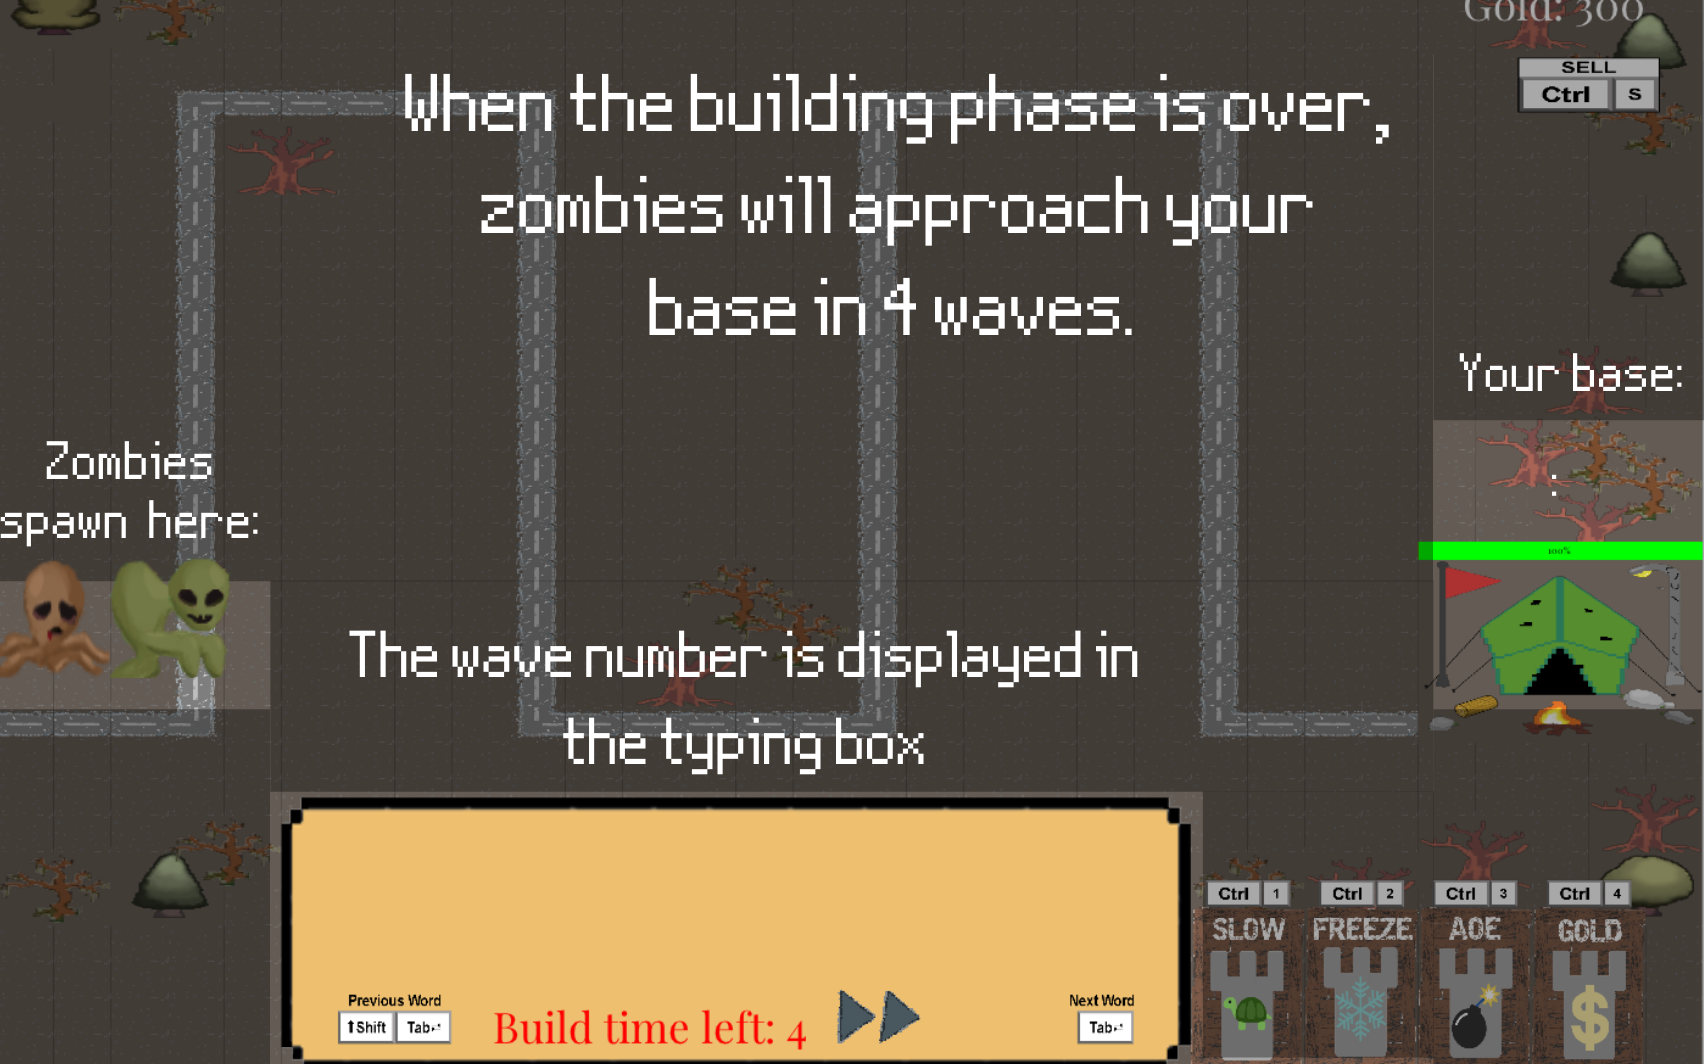 Gold: 300
SELL
Ctrl S
When the building phase is over,
zombies will approach your
base in 4 waves.
Your base:
:
Zombies
spawn here:
100%
The wave number is displayed in
the typing box
Ctrl 1 Ctrl 2 Ctrl 3 Ctrl 4
SLOW FREEZE AOE GOLD
Previous Word
⬆Shift Tab
Build time left: 4
Next Word
Tab
$